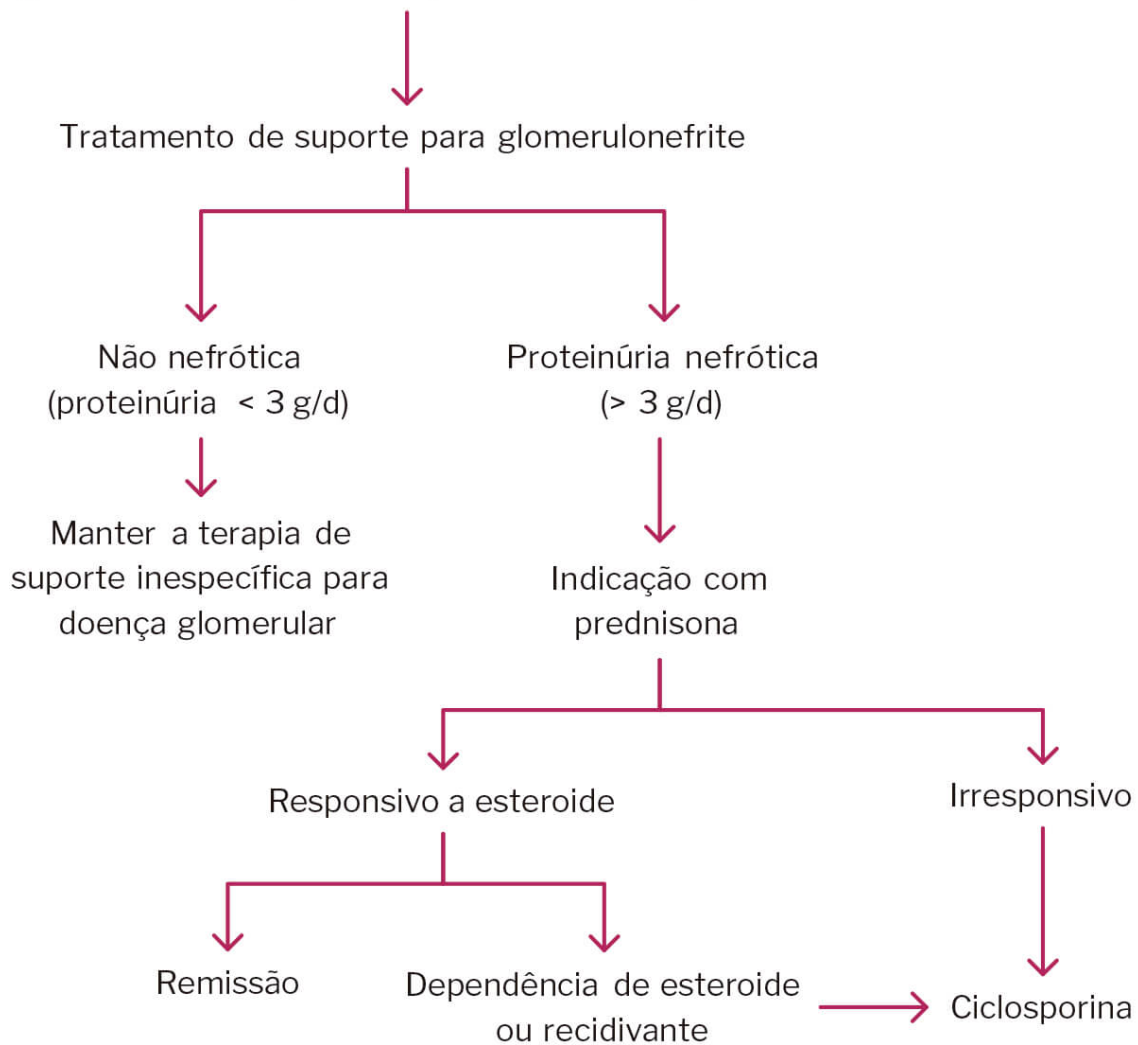 Tratamento de suporte para glomerulonefrite
Não nefrótica
(proteinúria < 3 g/d)
Proteinúria nefrótica
(> 3 g/d)
Manter a terapia de
suporte inespecífica para
doença glomerular
Indicação com
prednisona
Responsivo a esteroide
Irresponsivo
Remissão
Dependência de esteroide
ou recidivante
Ciclosporina